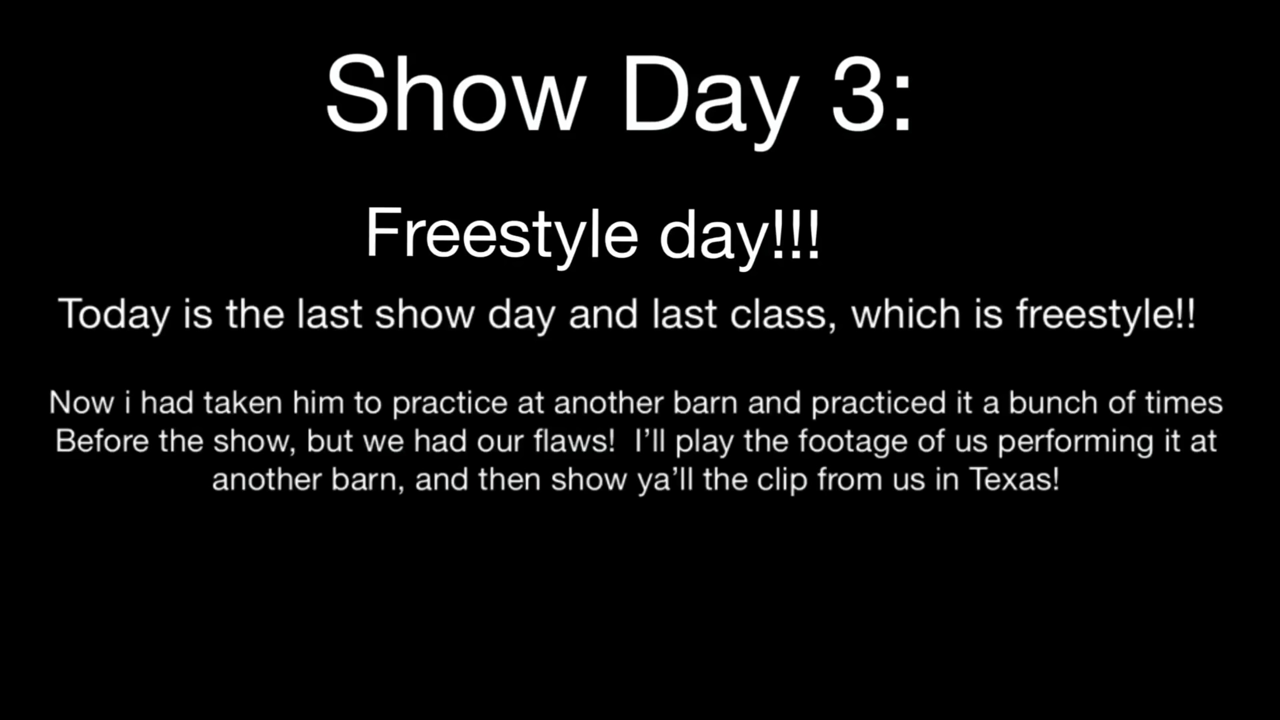 Show Day 3:
Freestyle day!!!
Today is the last show day and last class, which is freestyle!!
Now i had taken him to practice at another barn and practiced it a bunch of times
Before the show, but we had our flaws!  I’ll play the footage of us performing it at
another barn, and then show ya’ll the clip from us in Texas!